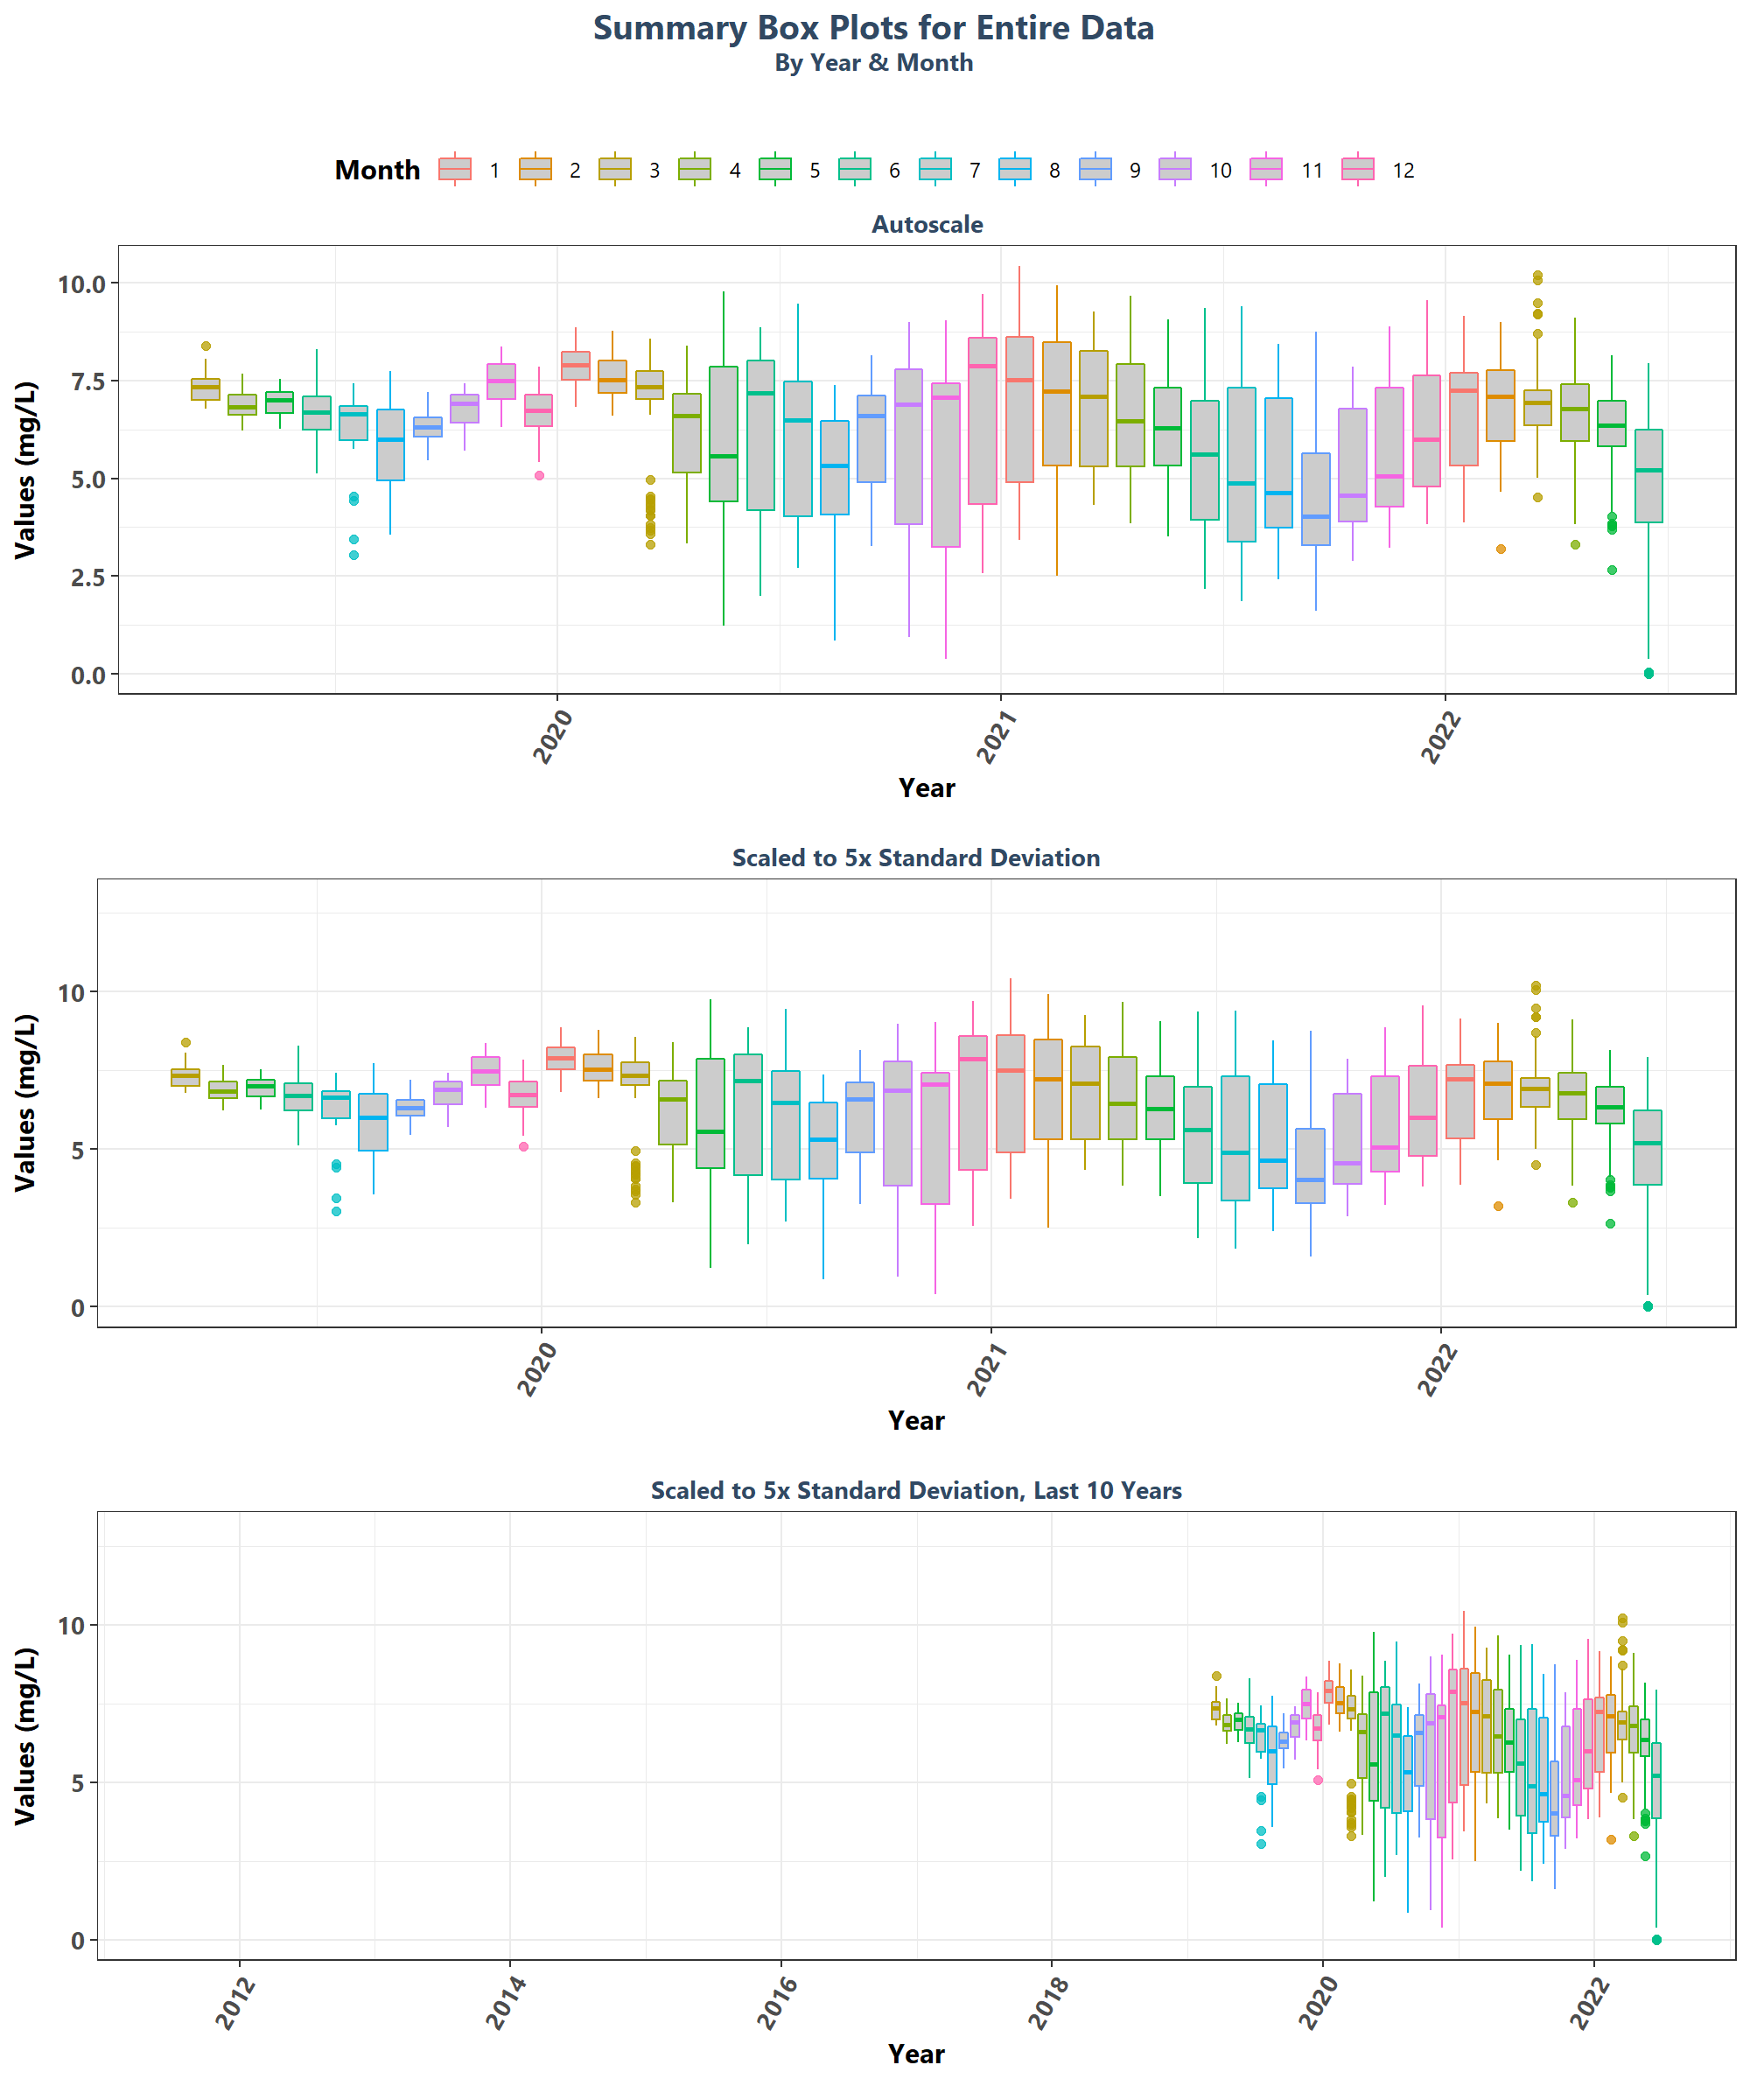 Summary Box Plots for Entire Data
By Year & Month
Month 1 2 3 4 5 6 7 8 9 10 11 12
Autoscale
Values (mg/L)
10.0
7.5
5.0
2.5
0.0
2020 2021 2022
Year
Scaled to 5x Standard Deviation
Values (mg/L)
10
5
0
2020 2021 2022
Year
Scaled to 5x Standard Deviation, Last 10 Years
Values (mg/L)
10
5
0
2012 2014 2016 2018 2020 2022
Year